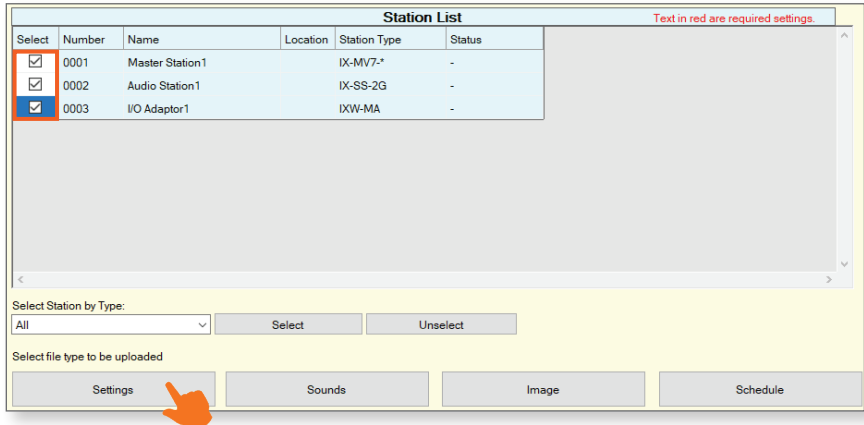 Station List Text in red are required settings.
Select Number Name Location Station Type Status
0001 Master Station1 IX-MV7-* -
0002 Audio Station1 IX-SS-2G -
0003 I/O Adaptor1 IXW-MA -
Select Station by Type:
All Select Unselect
Select file type to be uploaded
Settings Sounds Image Schedule